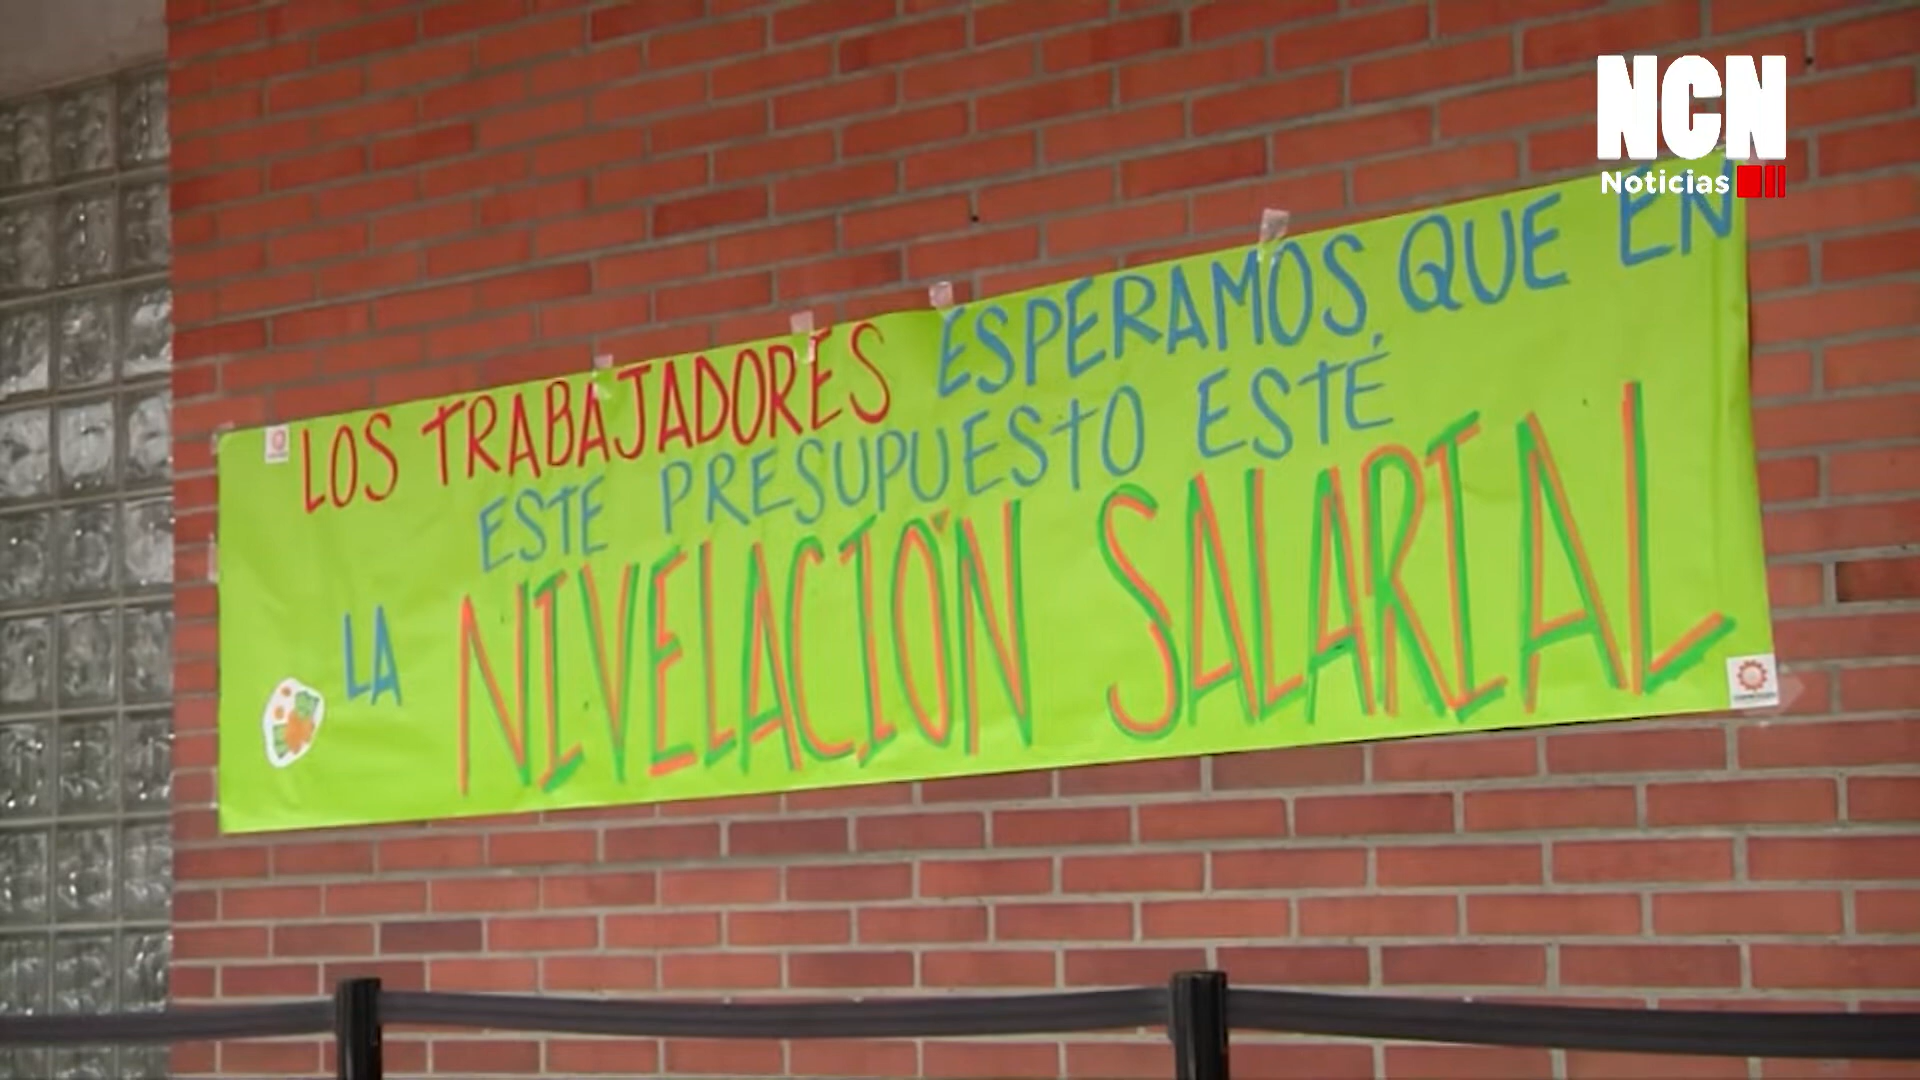 NCN
Noticias
LOS TRABAJADORES ESPERAMOS QUE EN
ESTE PRESUPUESTO ESTÉ
LA NIVELACIÓN SALARIAL